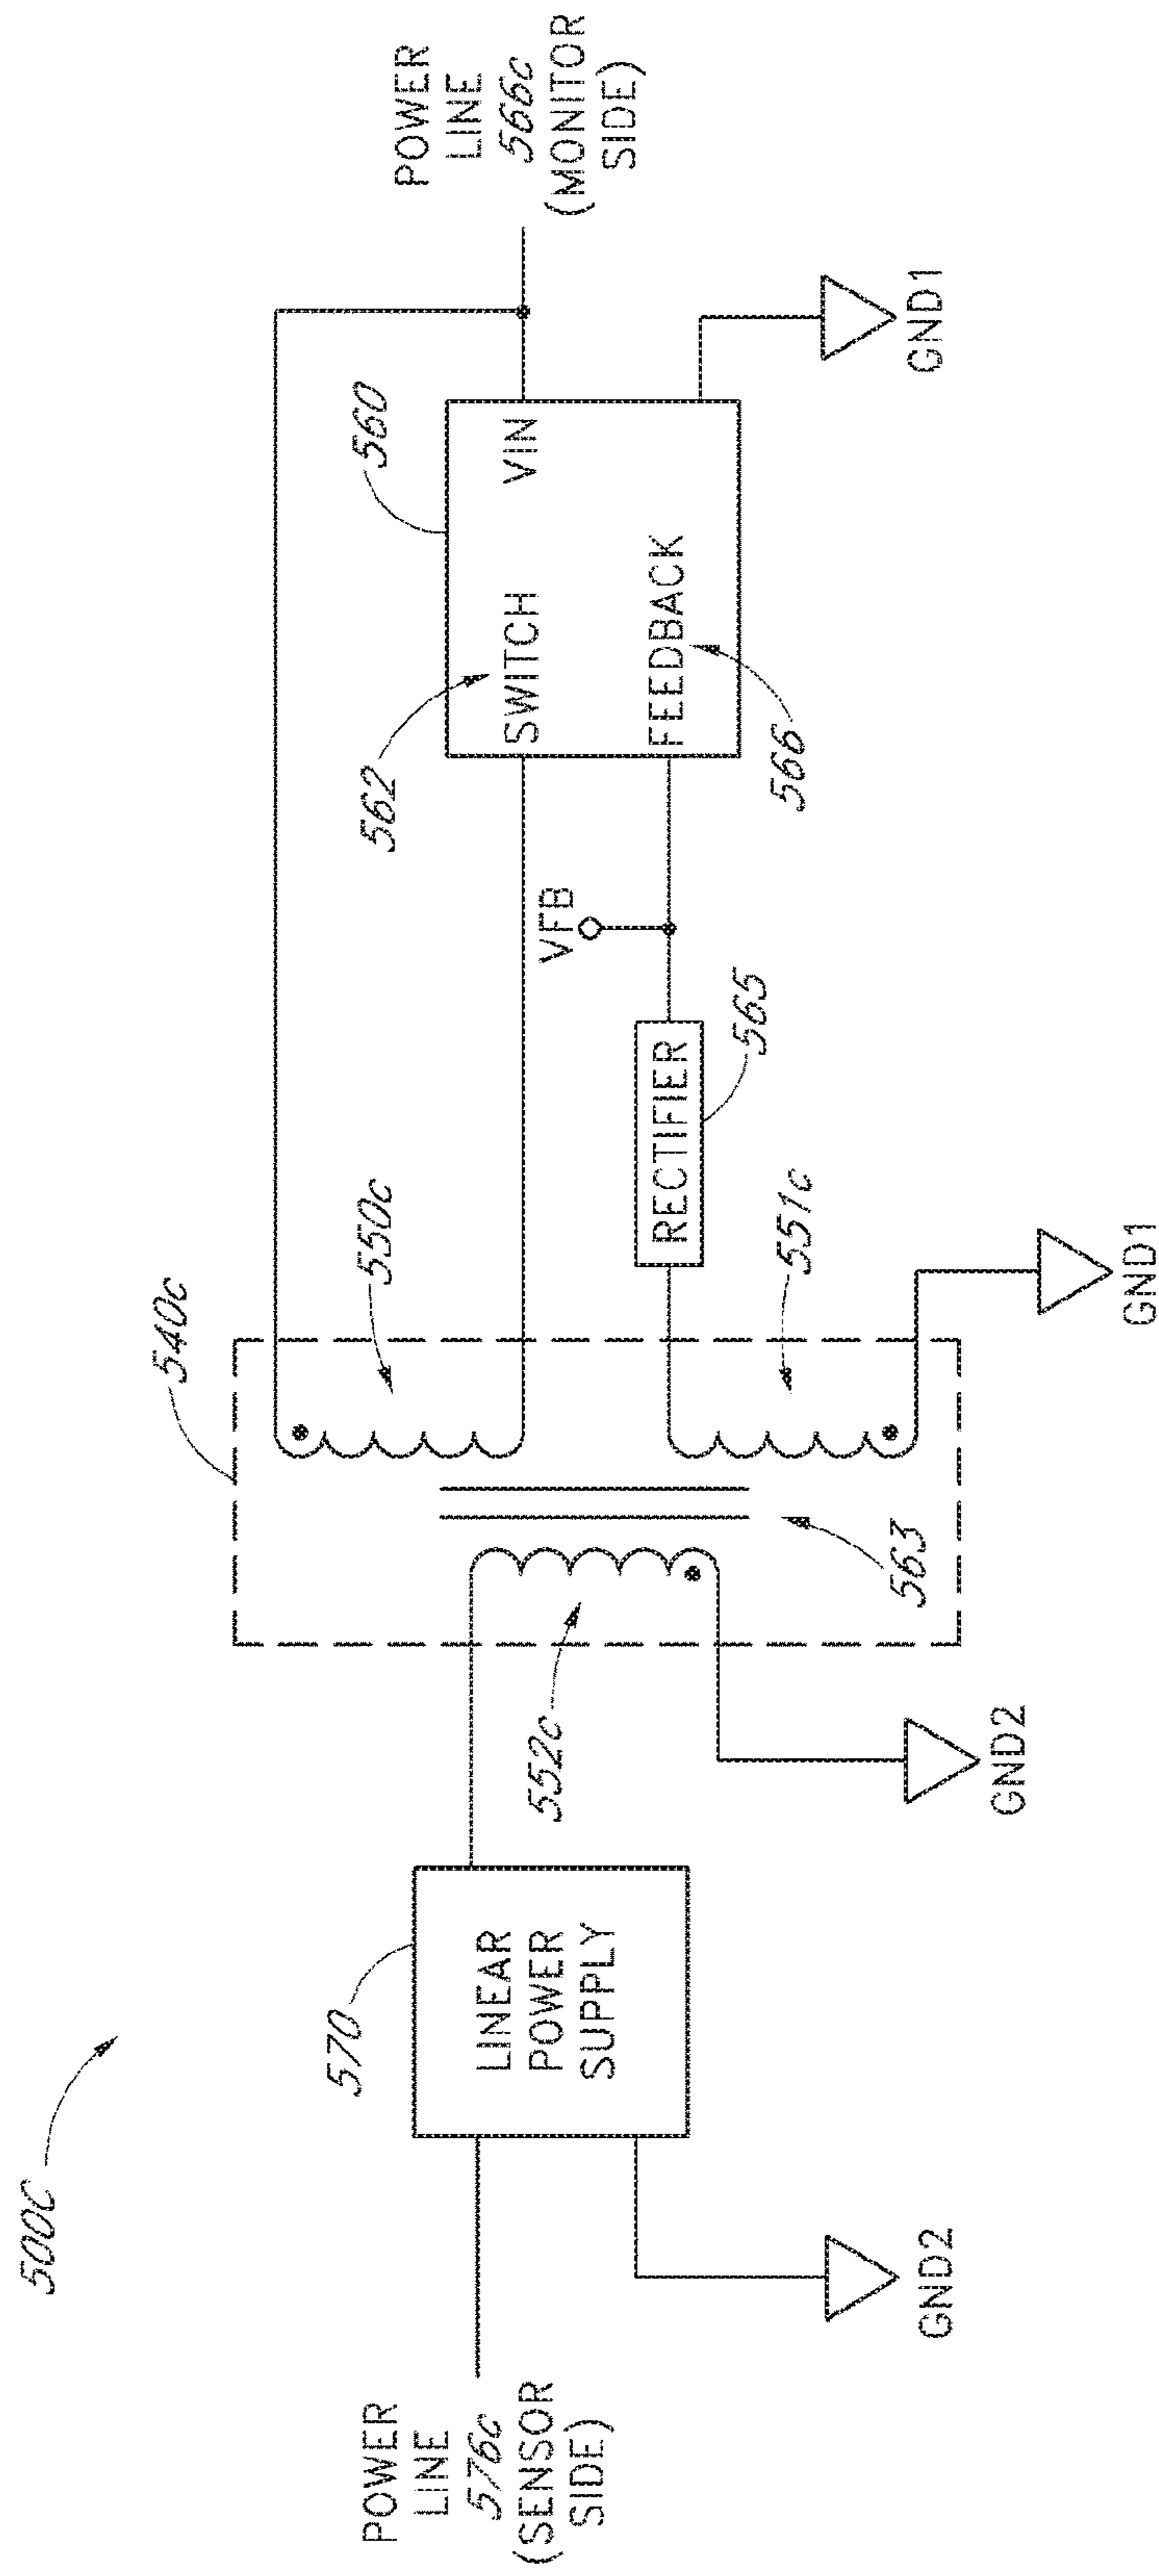 500C
POWER
LINE
576c
(SENSOR
SIDE)
570
LINEAR
POWER
SUPPLY
GND2
GND2
540c
552c
563
550c
551c
GND1
RECTIFIER
565
VFB
562
SWITCH
FEEDBACK
566
560
VIN
GND1
POWER
LINE
566c
(MONITOR
SIDE)